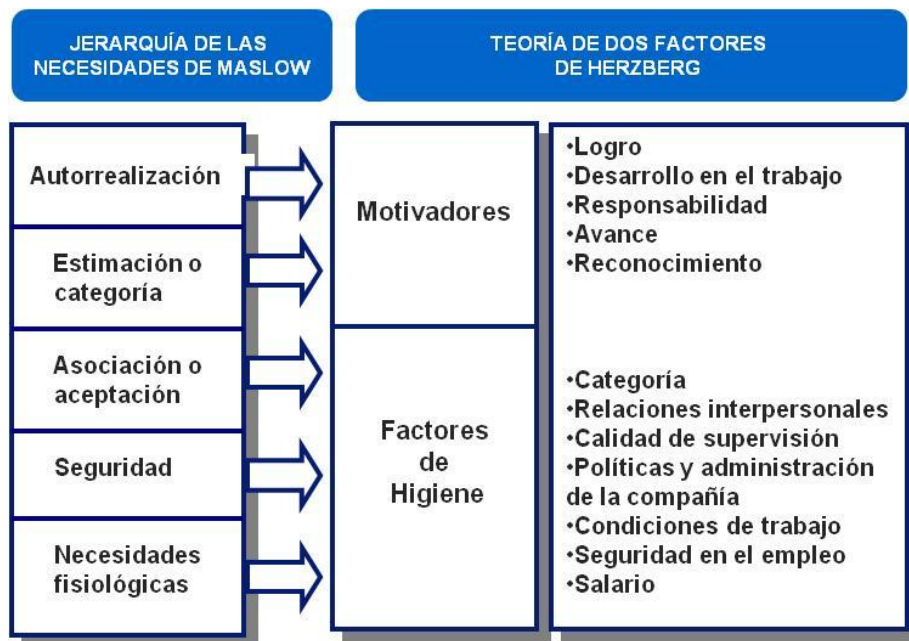 JERARQUÍA DE LAS
NECESIDADES DE MASLOW
TEORÍA DE DOS FACTORES
DE HERZBERG
Autorrealización
Estimación o
categoría
Asociación o
aceptación
Seguridad
Necesidades
fisiológicas
Motivadores
Factores
de
Higiene
•Logro
•Desarrollo en el trabajo
•Responsabilidad
•Avance
•Reconocimiento
•Categoría
•Relaciones interpersonales
•Calidad de supervisión
•Políticas y administración
de la compañía
•Condiciones de trabajo
•Seguridad en el empleo
•Salario